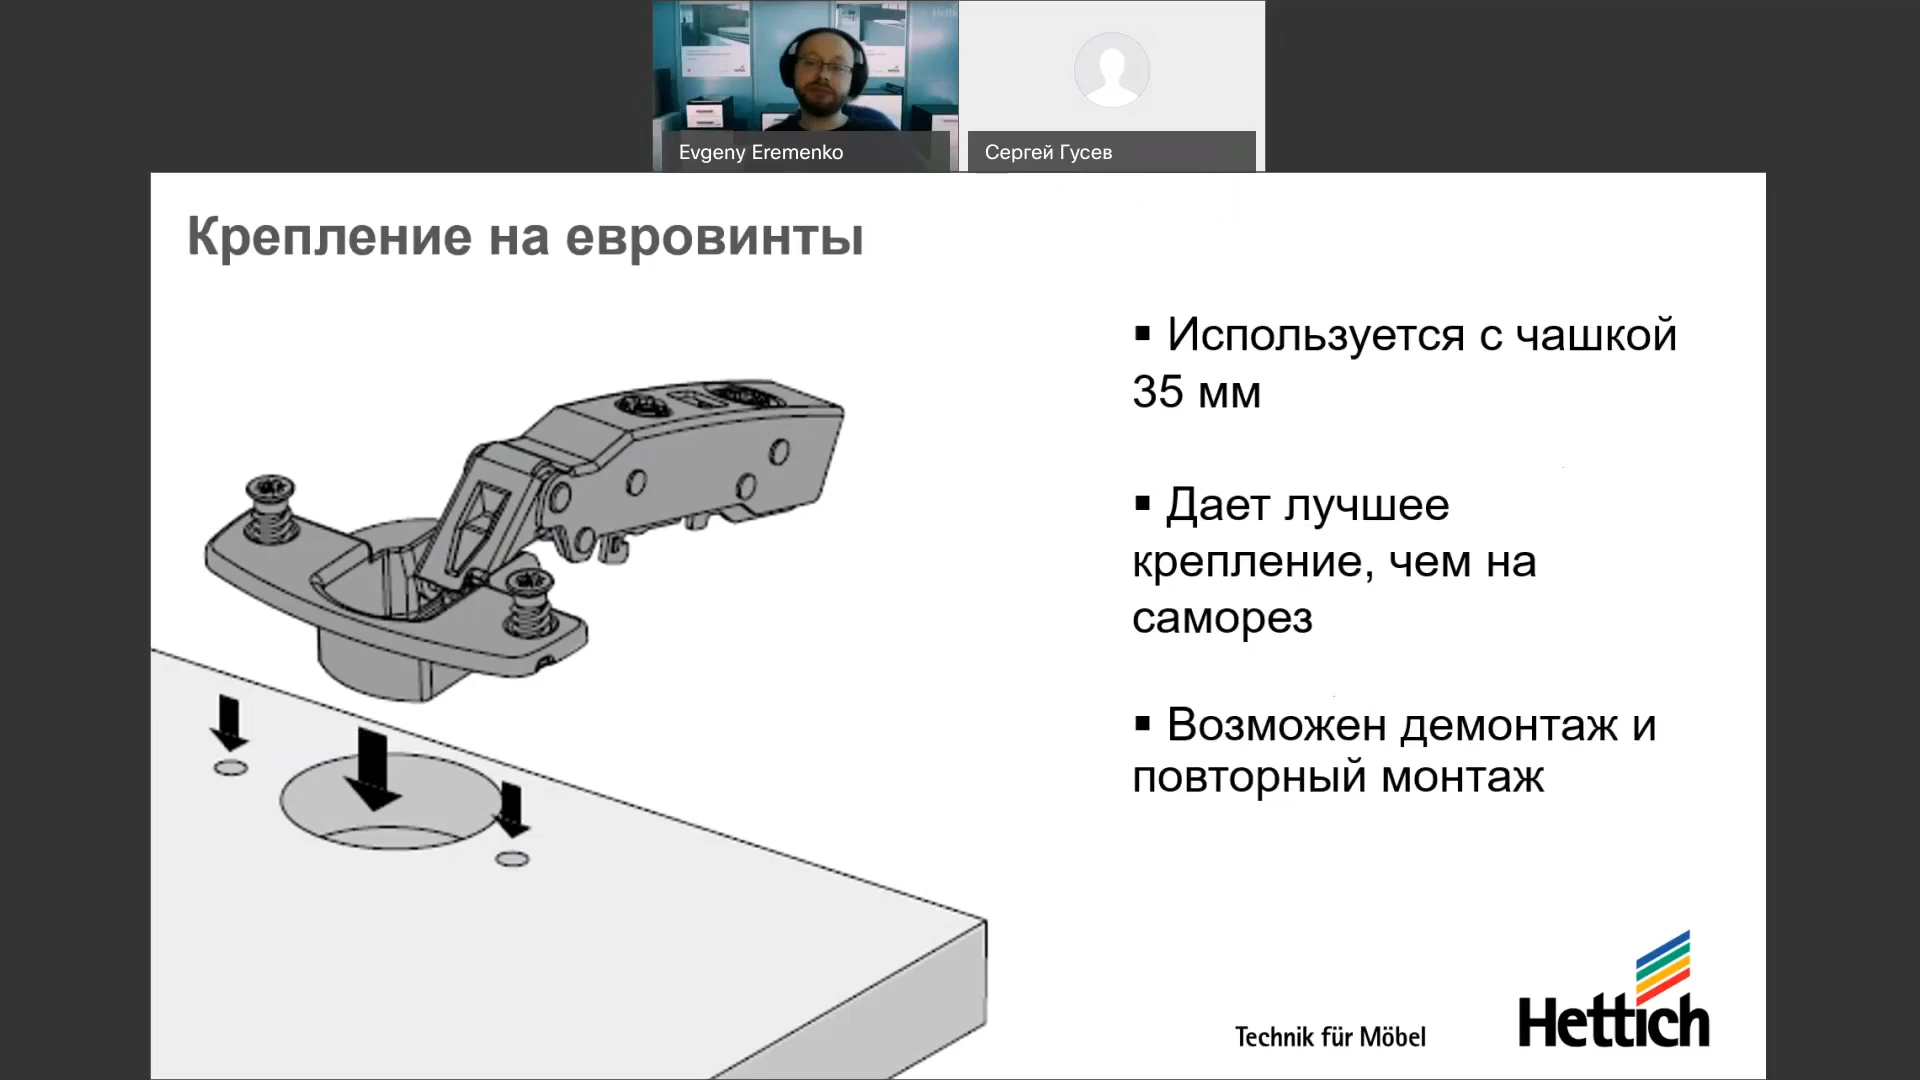 Evgeny Eremenko
Сергей Гусев
Крепление на евровинты
▪ Используется с чашкой
35 мм
▪ Дает лучшее
крепление, чем на
саморез
▪ Возможен демонтаж и
повторный монтаж
Technik für Möbel
Hettich